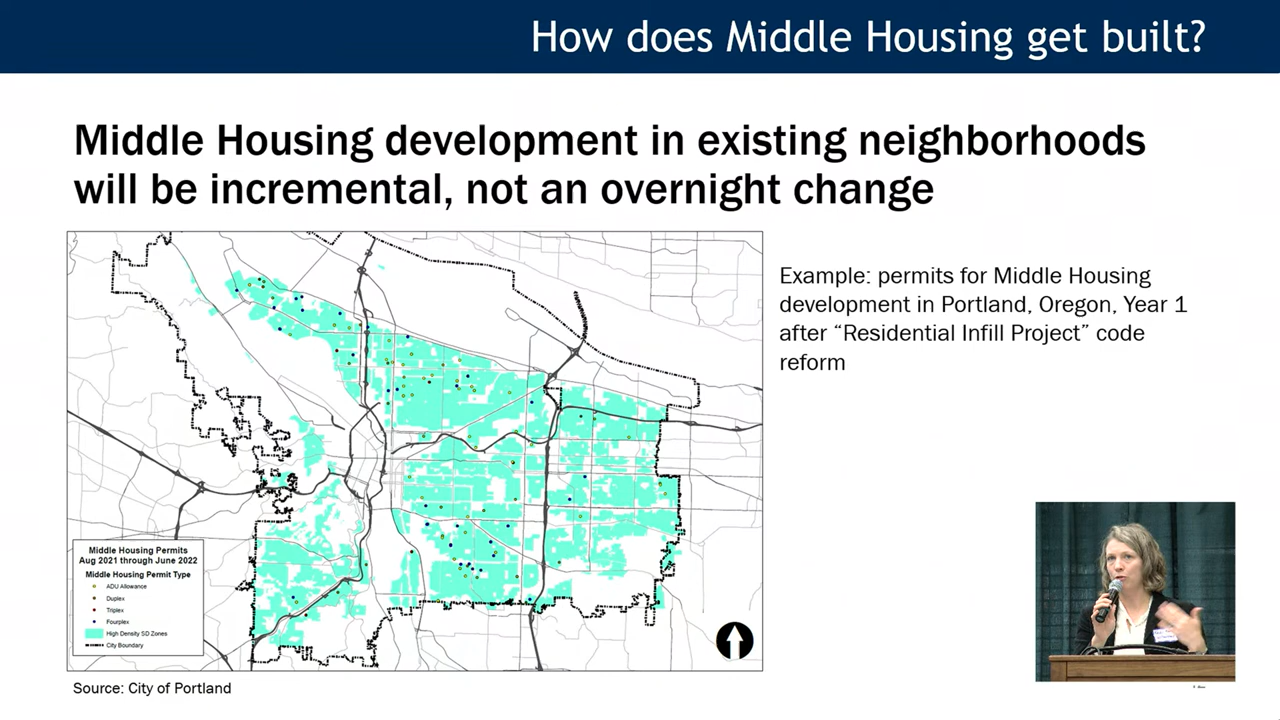 How does Middle Housing get built?
Middle Housing development in existing neighborhoods
will be incremental, not an overnight change
Example: permits for Middle Housing
development in Portland, Oregon, Year 1
after “Residential Infill Project” code
reform
Middle Housing Permits
Aug 2021 through June 2022
Middle Housing Permit Type
ADU Allowance
Duplex
Triplex
Fourplex
High Density SD Zones
City Boundary
Source: City of Portland